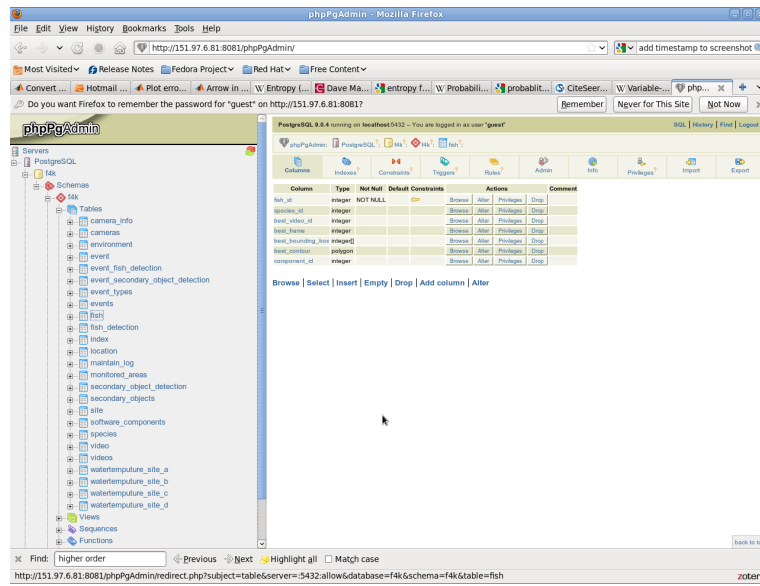 phpPgAdmin - Mozilla Firefox
File Edit View History Bookmarks Tools Help
http://151.97.6.81:8081/phpPgAdmin/ add timestamp to screenshot
Most Visited Release Notes Fedora Project Red Hat Free Content
Convert ... Hotmail ... Plot erro... Arrow in ... Entropy (... Dave Ma... entropy f... Probabili... probablit... CiteSeer... Variable-... php...
Do you want Firefox to remember the password for "guest" on http://151.97.6.81:8081? Remember Never for This Site Not Now
phpPgAdmin
PostgreSQL 9.0.4 running on localhost:5432 -- You are logged in as user "guest" SQL | History | Find | Logout
phpPgAdmin: PostgreSQL?: f4k?: f4k?: fish?:
Columns Indexes? Constraints? Triggers? Rules? Admin Info Privileges? Import Export
Column Type Not Null Default Constraints Actions Comment
fish_id integer NOT NULL Browse Alter Privileges Drop
species_id integer Browse Alter Privileges Drop
best_video_id integer Browse Alter Privileges Drop
best_frame integer Browse Alter Privileges Drop
best_bounding_box integer[] Browse Alter Privileges Drop
best_contour polygon Browse Alter Privileges Drop
component_id integer Browse Alter Privileges Drop
Browse | Select | Insert | Empty | Drop | Add column | Alter
Servers
PostgreSQL
f4k
Schemas
f4k
Tables
camera_info
cameras
environment
event
event_fish_detection
event_secondary_object_detection
event_types
events
fish
fish_detection
index
location
maintain_log
monitored_areas
secondary_object_detection
secondary_objects
site
software_components
species
video
videos
watertemputure_site_a
watertemputure_site_b
watertemputure_site_c
watertemputure_site_d
Views
Sequences
Functions
back to to
Find: higher order Previous Next Highlight all Match case
http://151.97.6.81:8081/phpPgAdmin/redirect.php?subject=table&server=:5432:allow&database=f4k&schema=f4k&table=fish zoter